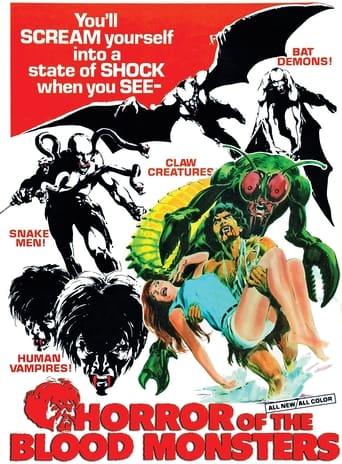 You'll
SCREAM yourself
into a
state of SHOCK
when you SEE-
BAT
DEMONS!
CLAW
CREATURES
SNAKE
MEN!
HUMAN
VAMPIRES!
ALL NEW/ALL COLOR
HORROR OF THE
BLOOD MONSTERS